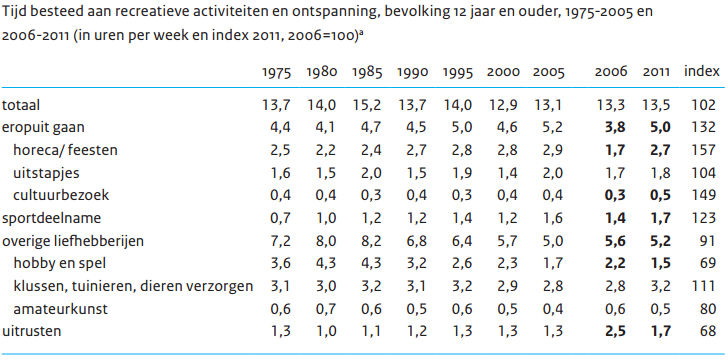 Tijd besteed aan recreatieve activiteiten en ontspanning, bevolking 12 jaar en ouder, 1975-2005 en
2006-2011 (in uren per week en index 2011, 2006=100)ª
1975 1980 1985 1990 1995 2000 2005 2006 2011 index
totaal 13,7 14,0 15,2 13,7 14,0 12,9 13,1 13,3 13,5 102
eropuit gaan 4,4 4,1 4,7 4,5 5,0 4,6 5,2 3,8 5,0 132
horeca/ feesten 2,5 2,2 2,4 2,7 2,8 2,8 2,9 1,7 2,7 157
uitstapjes 1,6 1,5 2,0 1,5 1,9 1,4 2,0 1,7 1,8 104
cultuurbezoek 0,4 0,4 0,3 0,4 0,3 0,4 0,4 0,3 0,5 149
sportdeelname 0,7 1,0 1,2 1,2 1,4 1,2 1,6 1,4 1,7 123
overige liefhebberijen 7,2 8,0 8,2 6,8 6,4 5,7 5,0 5,6 5,2 91
hobby en spel 3,6 4,3 4,3 3,2 2,6 2,3 1,7 2,2 1,5 69
klussen, tuinieren, dieren verzorgen 3,1 3,0 3,2 3,1 3,2 2,9 2,8 2,8 3,2 111
amateurkunst 0,6 0,7 0,6 0,5 0,6 0,5 0,4 0,6 0,5 80
uitrusten 1,3 1,0 1,1 1,2 1,3 1,3 1,3 2,5 1,7 68